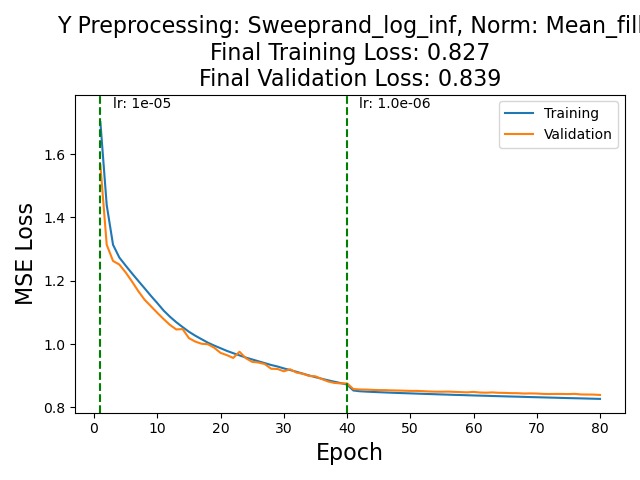 Y Preprocessing: Sweeprand_log_inf, Norm: Mean_fill
Final Training Loss: 0.827
Final Validation Loss: 0.839
lr: 1e-05
lr: 1.0e-06
Training
Validation
MSE Loss
1.6
1.4
1.2
1.0
0.8
0 10 20 30 40 50 60 70 80
Epoch